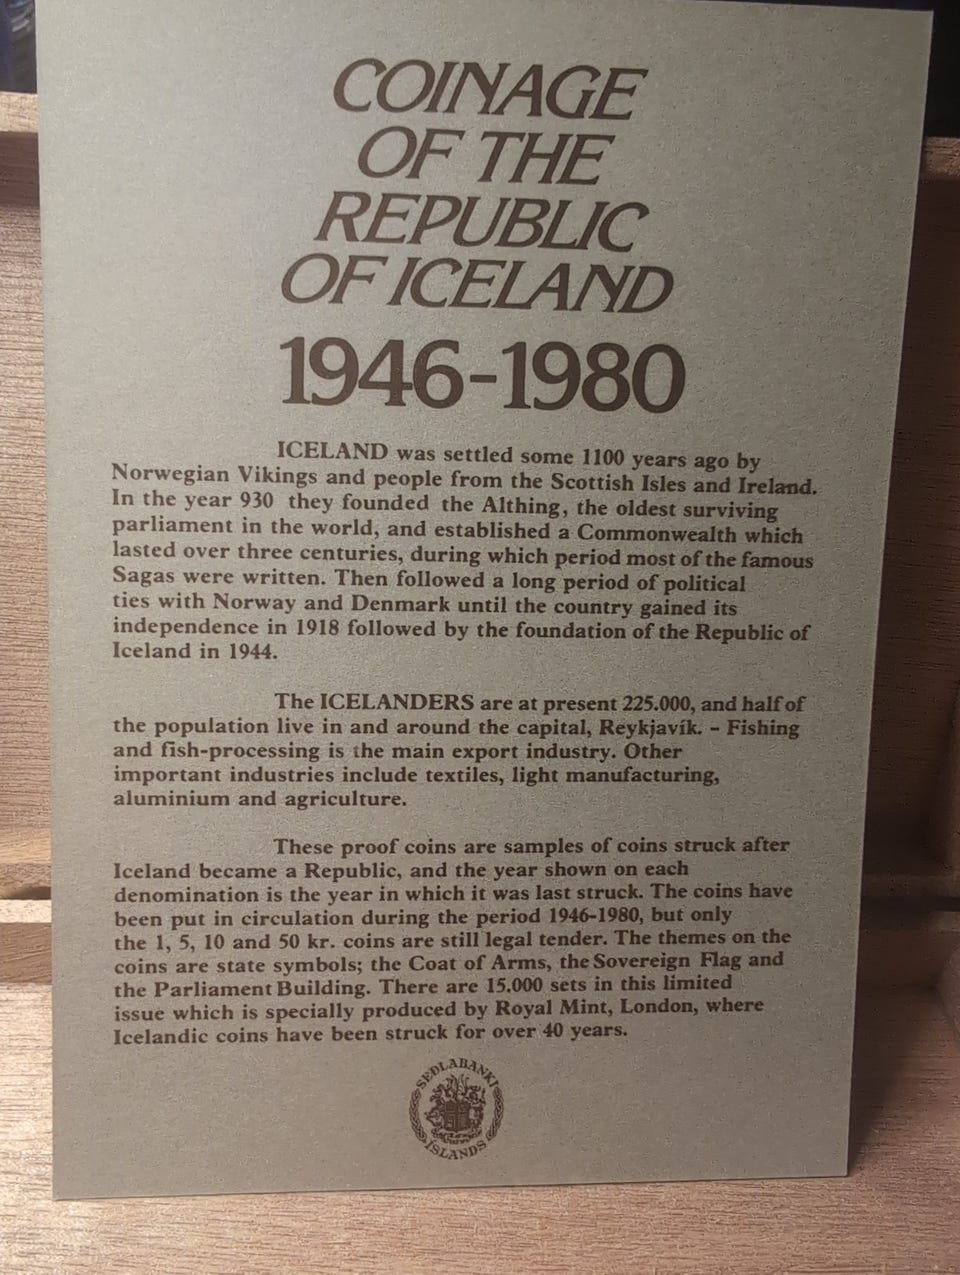 COINAGE
OF THE
REPUBLIC
OF ICELAND
1946-1980
ICELAND was settled some 1100 years ago by
Norwegian Vikings and people from the Scottish Isles and Ireland.
In the year 930 they founded the Althing, the oldest surviving
parliament in the world, and established a Commonwealth which
lasted over three centuries, during which period most of the famous
Sagas were written. Then followed a long period of political
ties with Norway and Denmark until the country gained its
independence in 1918 followed by the foundation of the Republic of
Iceland in 1944.
The ICELANDERS are at present 225.000, and half of
the population live in and around the capital, Reykjavík. – Fishing
and fish-processing is the main export industry. Other
important industries include textiles, light manufacturing,
aluminium and agriculture.
These proof coins are samples of coins struck after
Iceland became a Republic, and the year shown on each
denomination is the year in which it was last struck. The coins have
been put in circulation during the period 1946-1980, but only
the 1, 5, 10 and 50 kr. coins are still legal tender. The themes on the
coins are state symbols; the Coat of Arms, the Sovereign Flag and
the Parliament Building. There are 15.000 sets in this limited
issue which is specially produced by Royal Mint, London, where
Icelandic coins have been struck for over 40 years.
SEÐLABANKI
ÍSLANDS